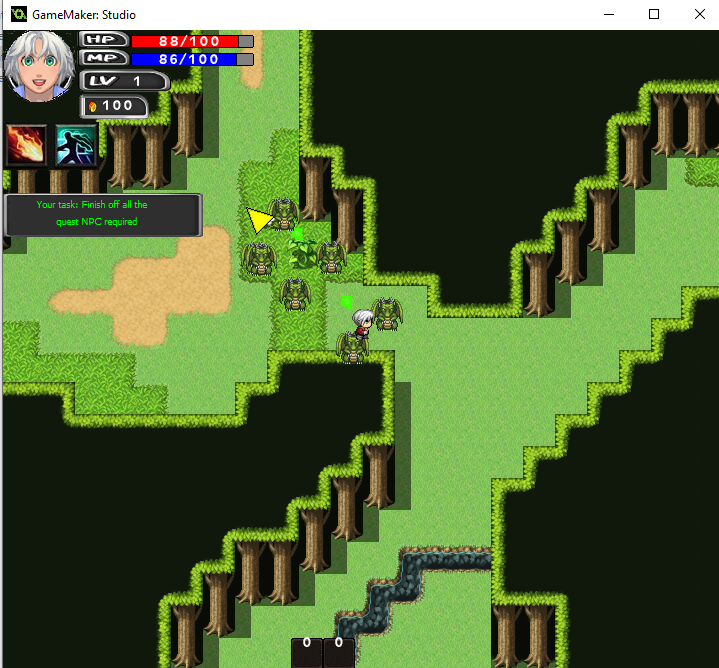 GameMaker: Studio
HP 88/100
MP 86/100
LV 1
100
Your task: Finish off all the
quest NPC required
0 0